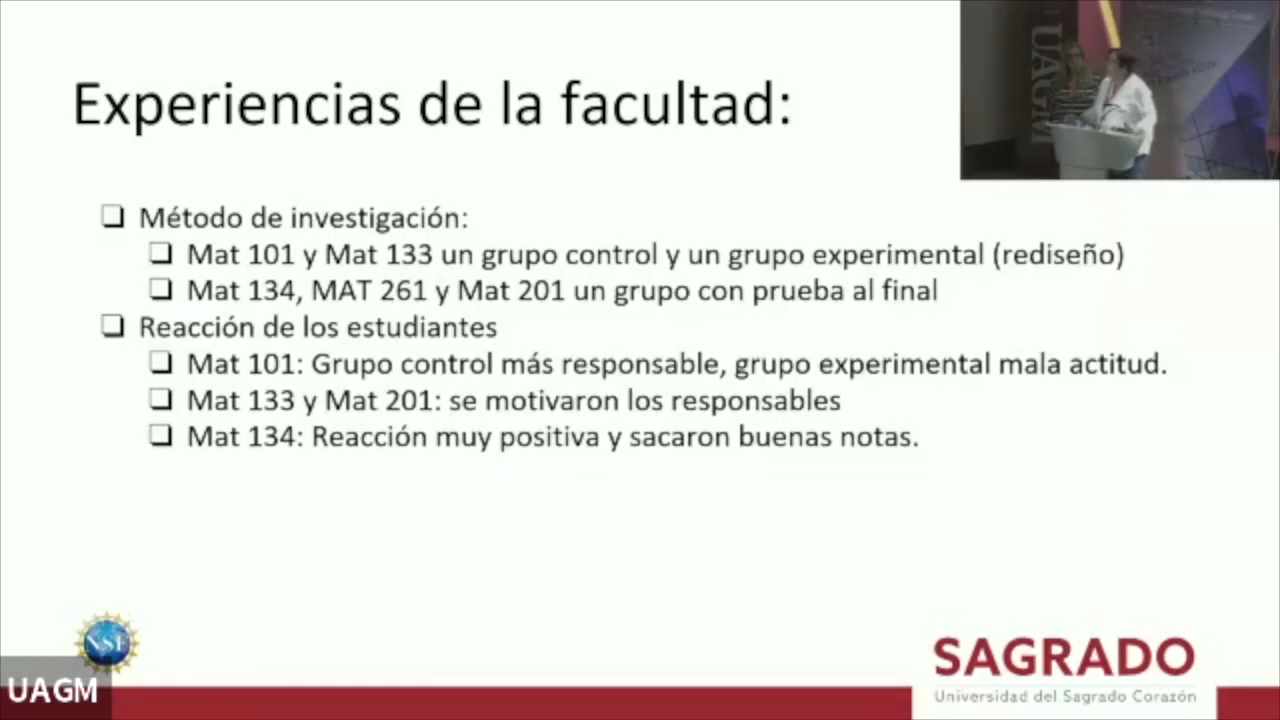 Experiencias de la facultad:
❑ Método de investigación:
❑ Mat 101 y Mat 133 un grupo control y un grupo experimental (rediseño)
❑ Mat 134, MAT 261 y Mat 201 un grupo con prueba al final
❑ Reacción de los estudiantes
❑ Mat 101: Grupo control más responsable, grupo experimental mala actitud.
❑ Mat 133 y Mat 201: se motivaron los responsables
❑ Mat 134: Reacción muy positiva y sacaron buenas notas.
UAGM
NSF
UAGM
SAGRADO
Universidad del Sagrado Corazón